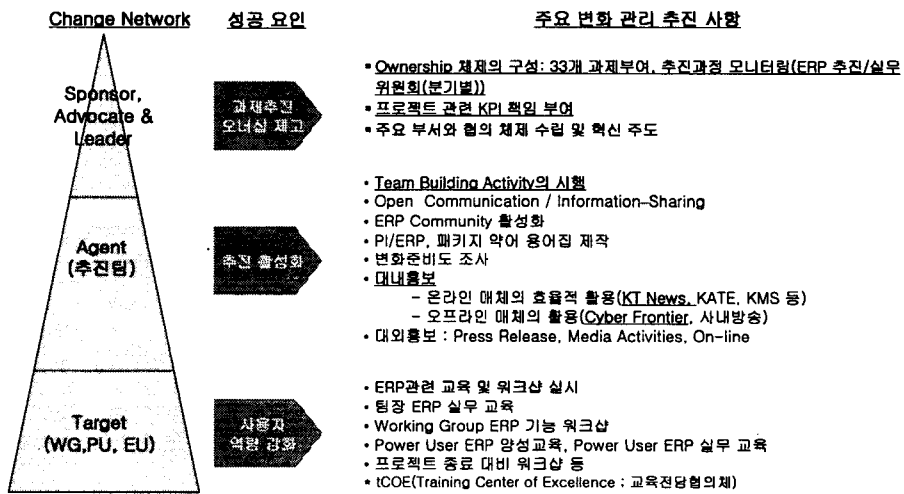 Change Network
성공 요인
주요 변화 관리 추진 사항
Sponsor,
Advocate &
Leader
과제추진
오너쉽 제고
▪ Ownership 체제의 구성: 33개 과제부여, 추진과정 모니터링(ERP 추진/실무
위원회(분기별))
▪ 프로젝트 관련 KPI 책임 부여
▪ 주요 부서와 협의 체제 수립 및 혁신 주도
Agent
(추진팀)
추진 활성화
• Team Building Activity의 시행
• Open Communication / Information-Sharing
• ERP Community 활성화
• PI/ERP, 패키지 약어 용어집 제작
• 변화준비도 조사
• 대내홍보
– 온라인 매체의 효율적 활용(KT News, KATE, KMS 등)
– 오프라인 매체의 활용(Cyber Frontier, 사내방송)
• 대외홍보 : Press Release, Media Activities, On-line
Target
(WG,PU, EU)
사용자
역량 강화
• ERP관련 교육 및 워크샵 실시
• 팀장 ERP 실무 교육
• Working Group ERP 기능 워크샵
• Power User ERP 양성교육, Power User ERP 실무 교육
• 프로젝트 종료 대비 워크샵 등
• tCOE(Training Center of Excellence ; 교육전담협의체)